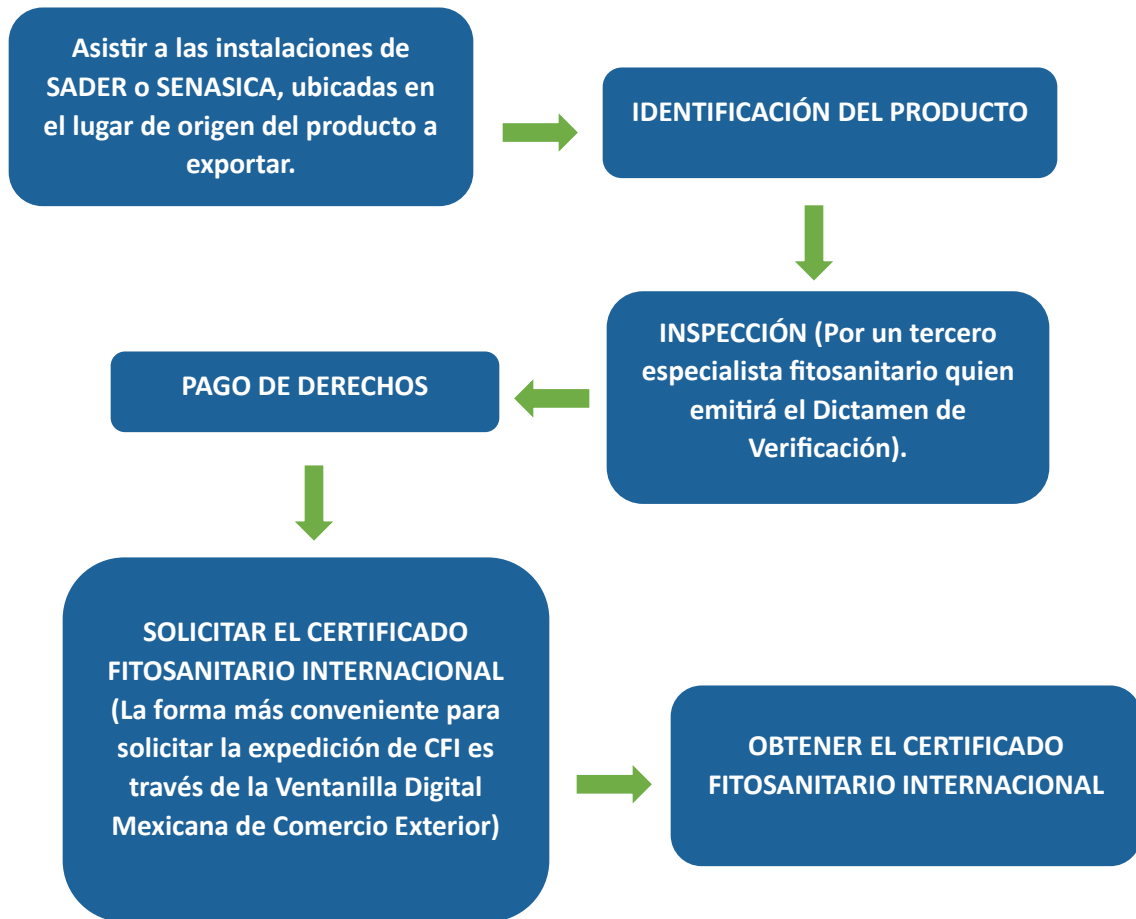 Asistir a las instalaciones de
SADER o SENASICA, ubicadas en
el lugar de origen del producto a
exportar.
IDENTIFICACIÓN DEL PRODUCTO
INSPECCIÓN (Por un tercero
especialista fitosanitario quien
emitirá el Dictamen de
Verificación).
PAGO DE DERECHOS
SOLICITAR EL CERTIFICADO
FITOSANITARIO INTERNACIONAL
(La forma más conveniente para
solicitar la expedición de CFI es
través de la Ventanilla Digital
Mexicana de Comercio Exterior)
OBTENER EL CERTIFICADO
FITOSANITARIO INTERNACIONAL